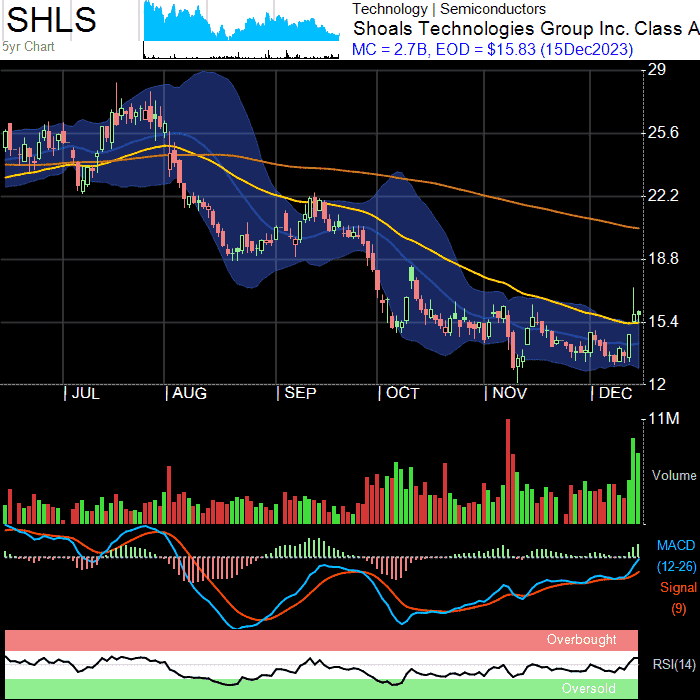 SHLS
5yr Chart
Technology | Semiconductors
Shoals Technologies Group Inc. Class A
MC = 2.7B, EOD = $15.83 (15Dec2023)
29
25.6
22.2
18.8
15.4
12
| JUL | AUG | SEP | OCT | NOV | DEC
11M
Volume
MACD
(12-26)
Signal
(9)
Overbought
RSI(14)
Oversold